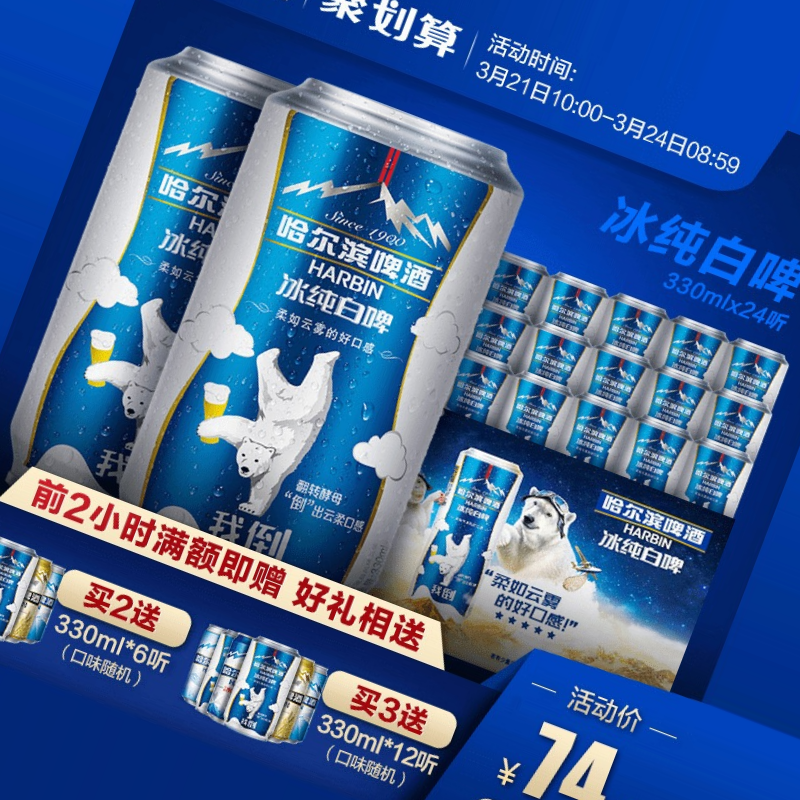 聚划算
活动时间:
3月21日10:00-3月24日08:59
冰纯白啤
330mlx24听
Since 1900
哈尔滨啤酒
HARBIN
冰纯白啤
柔如云雾的好口感
翻转酵母
“倒”出云柔口感
我倒
哈尔滨啤酒
HARBIN
冰纯白啤
“柔如云雾
的好口感!”
★★★★★
前2小时满额即赠 好礼相送
买2送
330ml*6听
(口味随机)
买3送
330ml*12听
(口味随机)
活动价
¥74